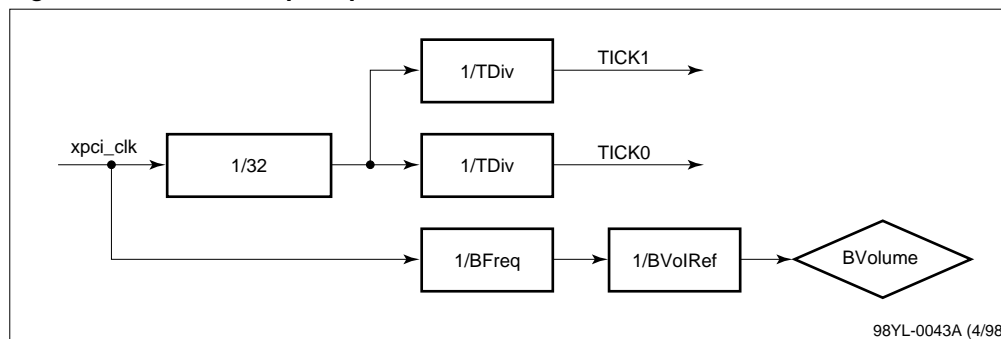 TICK1
1/TDiv
xpci_clk
1/32
1/TDiv
TICK0
1/BFreq
1/BVolRef
BVolume
98YL-0043A (4/98